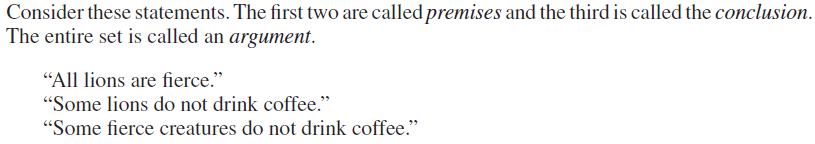 Consider these statements. The first two are called premises and the third is called the conclusion.
The entire set is called an argument.
“All lions are fierce.”
“Some lions do not drink coffee.”
“Some fierce creatures do not drink coffee.”